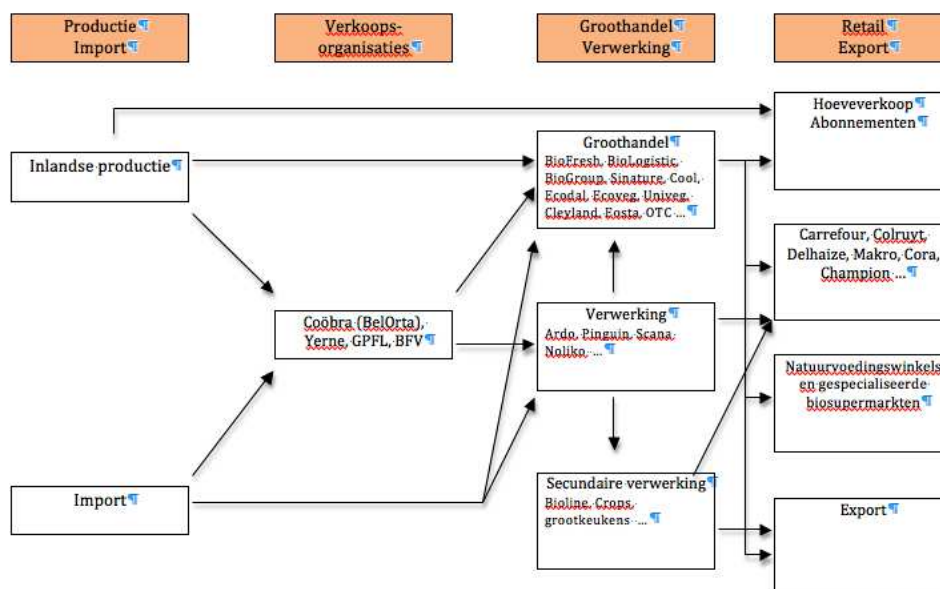 Productie¶
Import¶
Verkoops-
organisaties¶
Groothandel¶
Verwerking¶
Retail¶
Export¶
Hoeveverkoop¶
Abonnementen¶
Inlandse·productie¶
Groothandel¶
BioFresh,·BioLogistic,·
BioGroup,·Sinature,·Cool,·
Ecodal,·Ecoveg,·Univeg,·
Cleyland,·Eosta,·OTC·...¶
Carrefour,·Colruyt,·
Delhaize,·Makro,·Cora,·
Champion·...¶
Coöbra·(BelOrta),·
Yerne,·GPFL,·BFV¶
Verwerking¶
Ardo,·Pinguin,·Scana·
Noliko·...¶
Natuurvoedingswinkels·
en·gespecialiseerde·
biosupermarkten¶
Import¶
Secundaire·verwerking¶
Bioline,·Crops,·
grootkeukens·...¶
Export¶